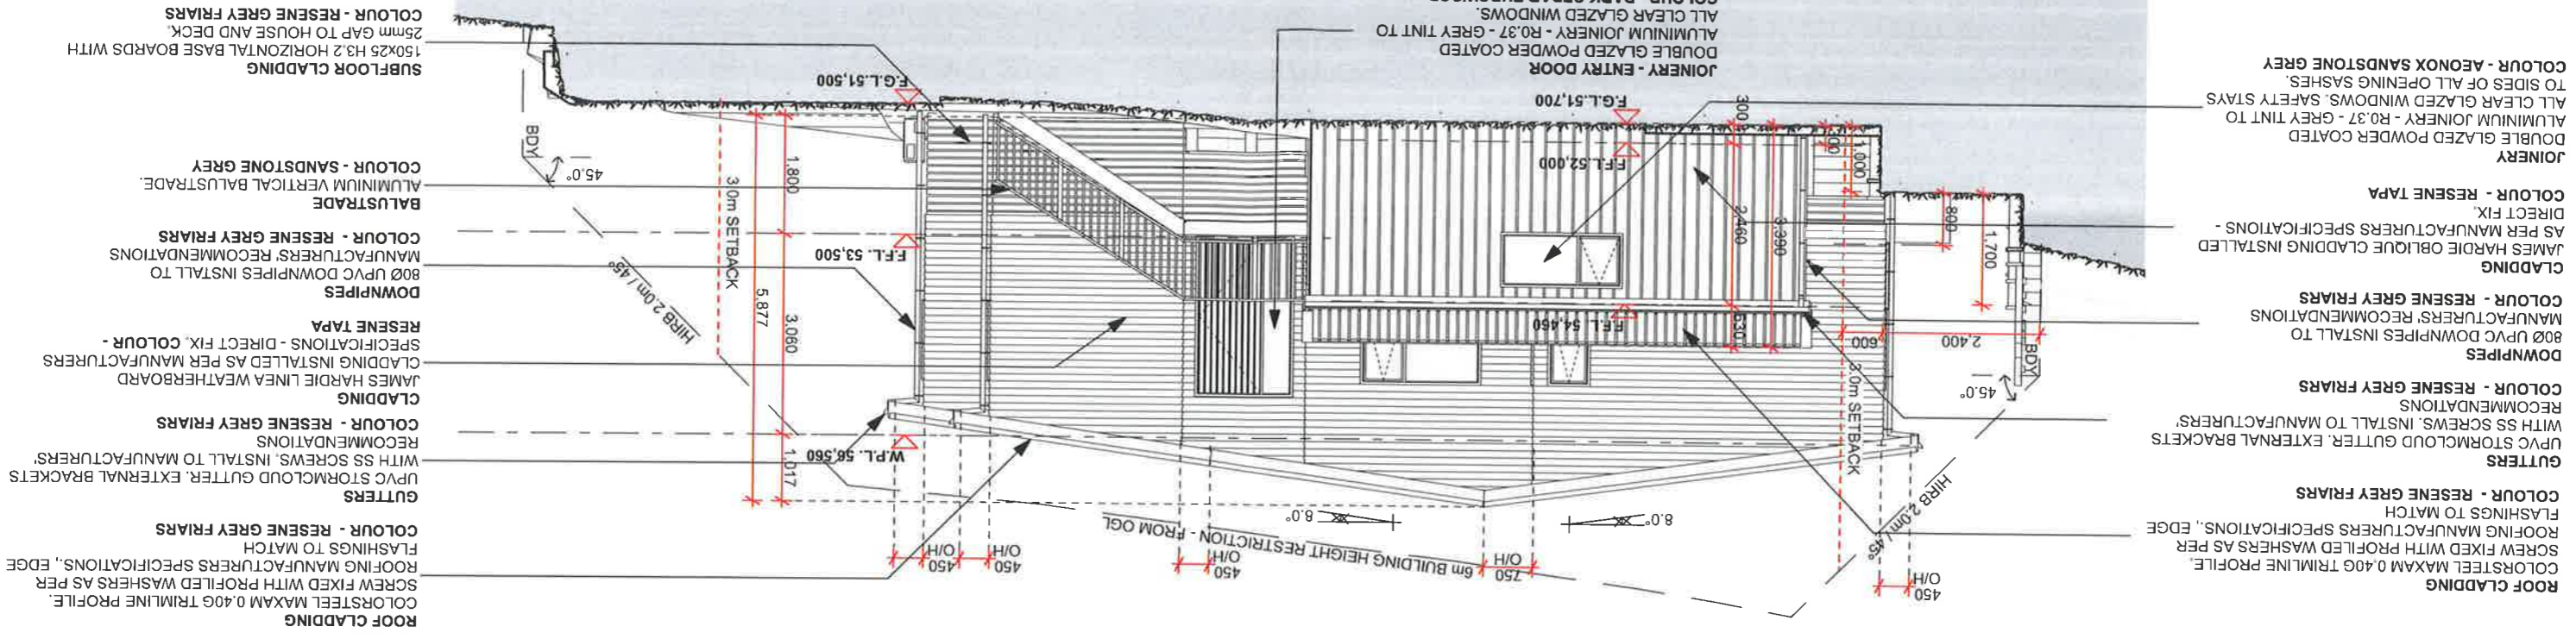 ROOF CLADDING
COLORSTEEL MAXAM 0.40G TRIMLINE PROFILE.
SCREW FIXED WITH PROFILED WASHERS AS PER
ROOFING MANUFACTURERS SPECIFICATIONS., EDGE
FLASHINGS TO MATCH
COLOUR - RESENE GREY FRIARS
GUTTERS
UPVC STORMCLOUD GUTTER. EXTERNAL BRACKETS
WITH SS SCREWS. INSTALL TO MANUFACTURERS'
RECOMMENDATIONS
COLOUR - RESENE GREY FRIARS
DOWNPIPES
80Ø UPVC DOWNPIPES INSTALL TO
MANUFACTURERS' RECOMMENDATIONS
COLOUR - RESENE GREY FRIARS
CLADDING
JAMES HARDIE OBLIQUE CLADDING INSTALLED
AS PER MANUFACTURERS SPECIFICATIONS -
DIRECT FIX.
COLOUR - RESENE TAPA
JOINERY
DOUBLE GLAZED POWDER COATED
ALUMINIUM JOINERY - R0.37 - GREY TINT TO
ALL CLEAR GLAZED WINDOWS. SAFETY STAYS
TO SIDES OF ALL OPENING SASHES.
COLOUR - AEONOX SANDSTONE GREY
450
O/H
750
O/H
450
O/H
450
O/H
450
O/H
6m BUILDING HEIGHT RESTRICTION - FROM OGL
8.0°
8.0°
HIRB 2.0m / 45°
3.0m SETBACK
45.0°
BDY
2,400
600
1,700
800
1,000
300
300
530
3,390
2,460
F.F.L. 54,460
F.F.L. 52,000
F.G.L. 51,700
W.P.L. 56,560
F.F.L. 53,500
F.G.L. 51,500
1,017
3,060
5,877
1,800
3.0m SETBACK
HIRB 2.0m / 45°
45.0°
BDY
JOINERY - ENTRY DOOR
DOUBLE GLAZED POWDER COATED
ALUMINIUM JOINERY - R0.37 - GREY TINT TO
ALL CLEAR GLAZED WINDOWS.
ROOF CLADDING
COLORSTEEL MAXAM 0.40G TRIMLINE PROFILE.
SCREW FIXED WITH PROFILED WASHERS AS PER
ROOFING MANUFACTURERS SPECIFICATIONS., EDGE
FLASHINGS TO MATCH
COLOUR - RESENE GREY FRIARS
GUTTERS
UPVC STORMCLOUD GUTTER. EXTERNAL BRACKETS
WITH SS SCREWS. INSTALL TO MANUFACTURERS'
RECOMMENDATIONS
COLOUR - RESENE GREY FRIARS
CLADDING
JAMES HARDIE LINEA WEATHERBOARD
CLADDING INSTALLED AS PER MANUFACTURERS
SPECIFICATIONS - DIRECT FIX. COLOUR -
RESENE TAPA
DOWNPIPES
80Ø UPVC DOWNPIPES INSTALL TO
MANUFACTURERS' RECOMMENDATIONS
COLOUR - RESENE GREY FRIARS
BALUSTRADE
ALUMINIUM VERTICAL BALUSTRADE.
COLOUR - SANDSTONE GREY
SUBFLOOR CLADDING
150x25 H3.2 HORIZONTAL BASE BOARDS WITH
25mm GAP TO HOUSE AND DECK.
COLOUR - RESENE GREY FRIARS